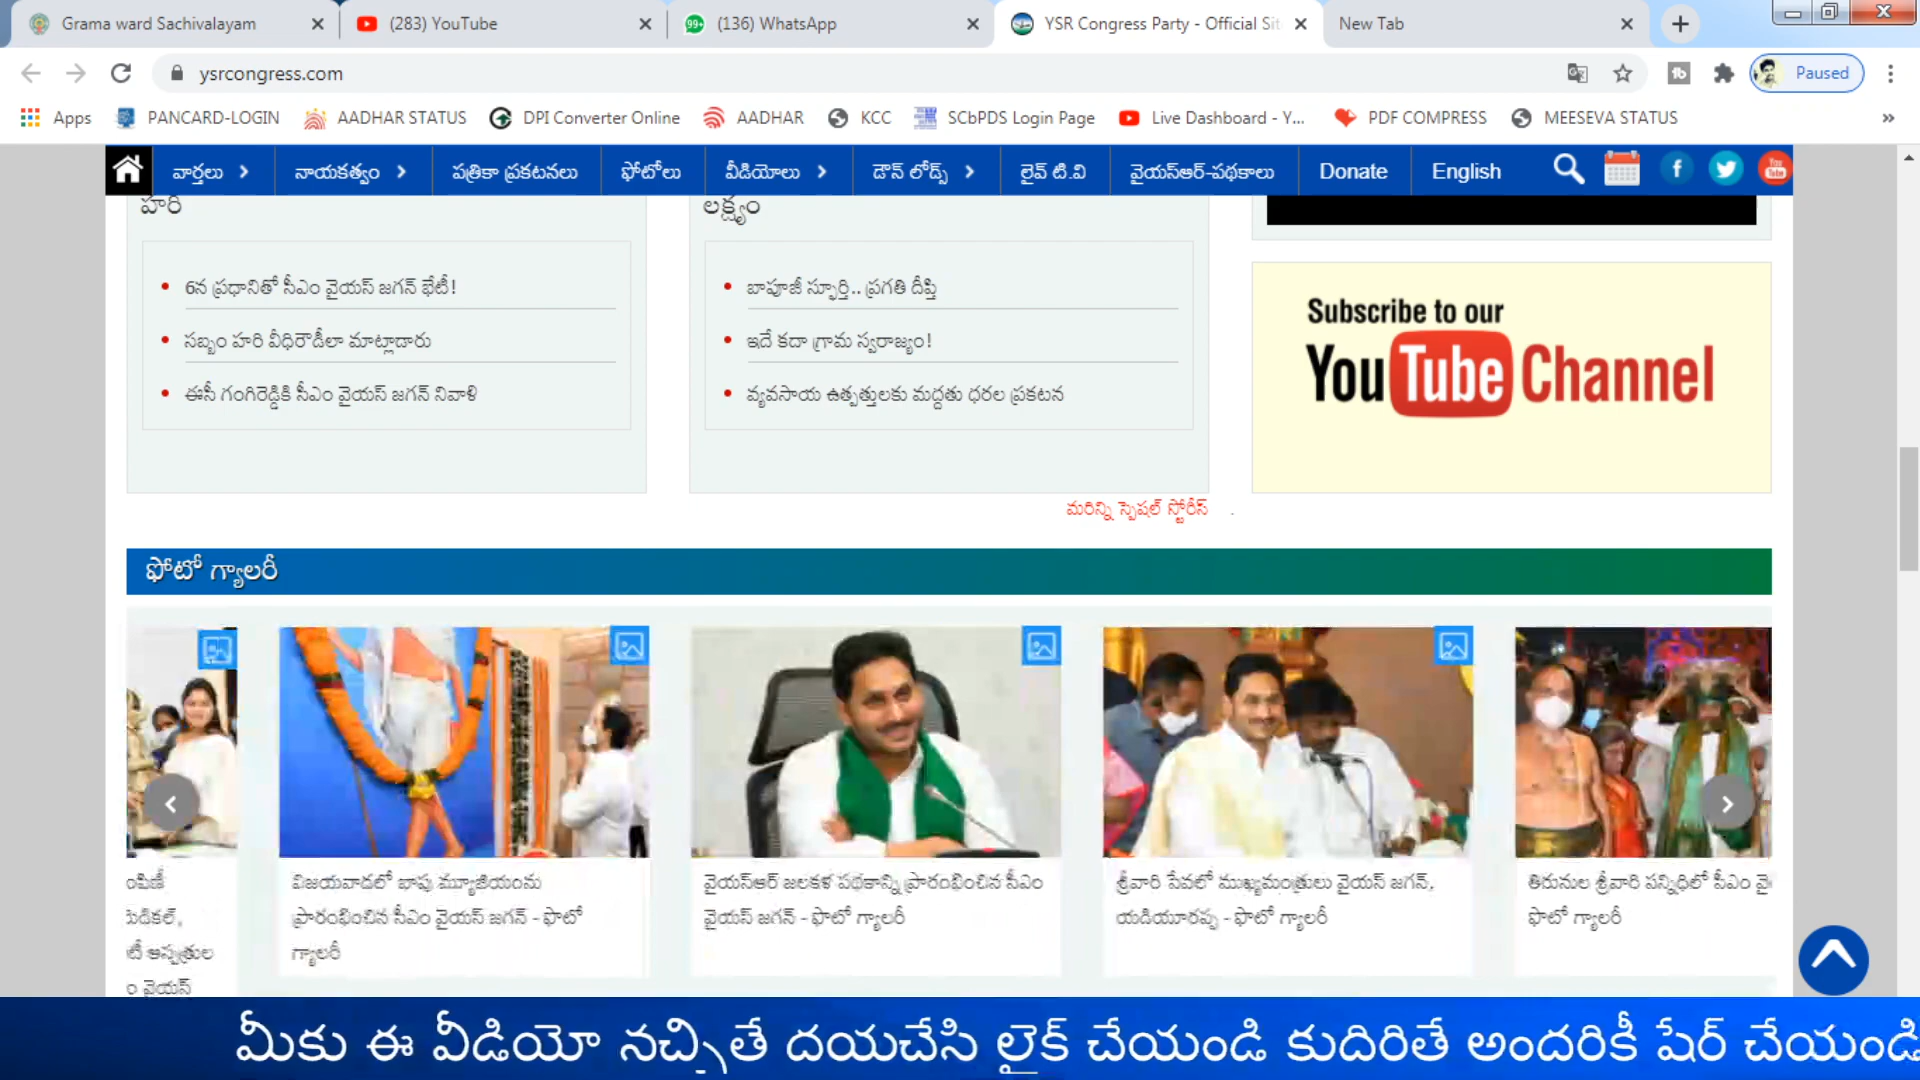 Grama ward Sachivalayam
(283) YouTube
99+
(136) WhatsApp
YSR Congress Party - Official Sit
New Tab
ysrcongress.com
Paused
Apps
PANCARD-LOGIN
AADHAR STATUS
DPI Converter Online
AADHAR
KCC
SCbPDS Login Page
Live Dashboard - Y...
PDF COMPRESS
MEESEVA STATUS
వార్తలు
నాయకత్వం
పత్రికా ప్రకటనలు
ఫోటోలు
వీడియోలు
డౌన్ లోడ్స్
లైవ్ టి.వి
వైయస్ఆర్-పథకాలు
Donate
English
హరి
లక్ష్యం
6న ప్రధానితో సీఎం వైయస్ జగన్ భేటీ!
సబ్బం హరి వీధిరౌడీలా మాట్లాడారు
ఈసీ గంగిరెడ్డికి సీఎం వైయస్ జగన్ నివాళి
బాపూజీ స్ఫూర్తి.. ప్రగతి దీప్తి
ఇదే కదా గ్రామ స్వరాజ్యం!
వ్యవసాయ ఉత్పత్తులకు మద్దతు ధరల ప్రకటన
మరిన్ని స్పెషల్ స్టోరీస్
Subscribe to our
YouTube Channel
ఫోటో గ్యాలరీ
విజయవాడలో బాపు మ్యూజియంను
ప్రారంభించిన సీఎం వైయస్ జగన్ - ఫొటో
గ్యాలరీ
వైయస్ఆర్ జలకళ పథకాన్ని ప్రారంభించిన సీఎం
వైయస్ జగన్ - ఫొటో గ్యాలరీ
శ్రీవారి సేవలో ముఖ్యమంత్రులు వైయస్ జగన్,
యడియూరప్ప - ఫొటో గ్యాలరీ
తిరుమల శ్రీవారి సన్నిధిలో సీఎం వై
ఫొటో గ్యాలరీ
మీకు ఈ వీడియో నచ్చితే దయచేసి లైక్ చేయండి కుదిరితే అందరికీ షేర్ చేయండి